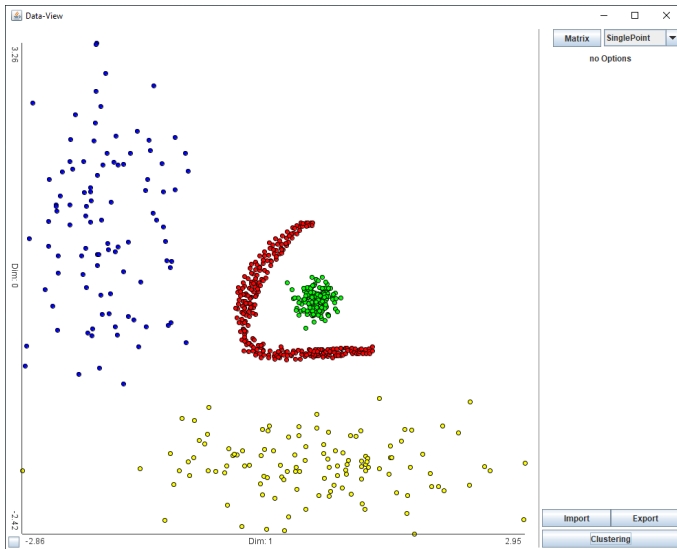 Data-View
3.26
Matrix
SinglePoint
no Options
Dim: 0
-2.42
-2.86
Dim: 1
2.95
Import
Export
Clustering